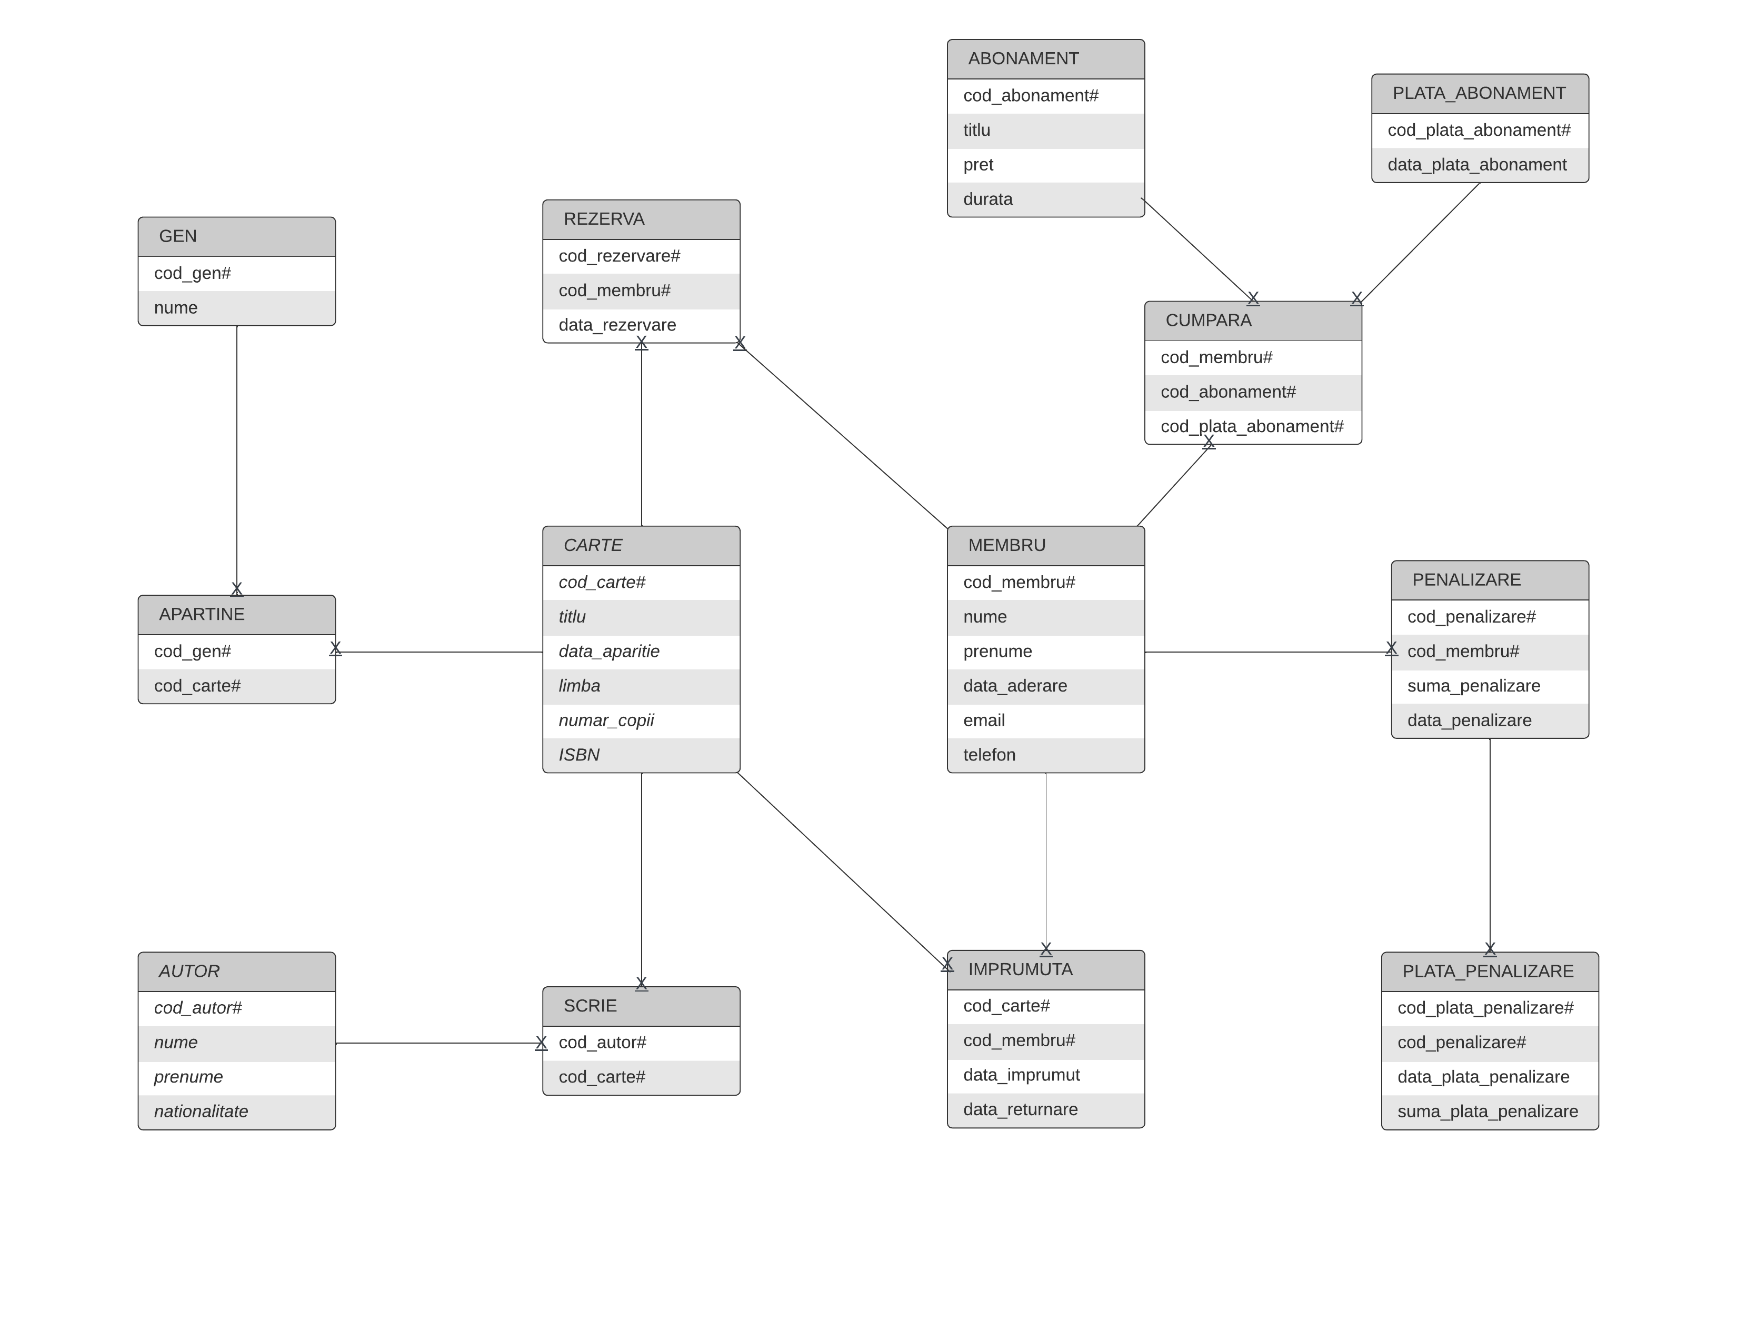 ABONAMENT
cod_abonament#
titlu
pret
durata
PLATA_ABONAMENT
cod_plata_abonament#
data_plata_abonament
GEN
cod_gen#
nume
REZERVA
cod_rezervare#
cod_membru#
data_rezervare
X
X
X
X
CUMPARA
cod_membru#
cod_abonament#
cod_plata_abonament#
X
X
APARTINE
cod_gen#
cod_carte#
X
CARTE
cod_carte#
titlu
data_aparitie
limba
numar_copii
ISBN
MEMBRU
cod_membru#
nume
prenume
data_aderare
email
telefon
PENALIZARE
cod_penalizare#
cod_membru#
suma_penalizare
data_penalizare
X
AUTOR
cod_autor#
nume
prenume
nationalitate
X
X
SCRIE
cod_autor#
cod_carte#
X
X
IMPRUMUTA
cod_carte#
cod_membru#
data_imprumut
data_returnare
X
PLATA_PENALIZARE
cod_plata_penalizare#
cod_penalizare#
data_plata_penalizare
suma_plata_penalizare